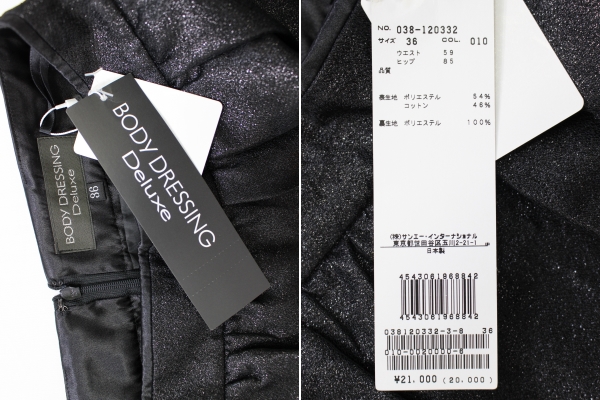 BODY DRESSING
Deluxe
36
BODY DRESSING
Deluxe
NO. 038-120332
サイズ 36 COL. 010
ウエスト 59
ヒップ 85
品質
表生地 ポリエステル 54%
コットン 46%
裏生地 ポリエステル 100%
(株)サンエー・インターナショナル
東京都世田谷区玉川2-21-1
日本製
4543061968842
4543061968842
038120332-3-8 36
010-0020000-6
¥21,000 (20,000)